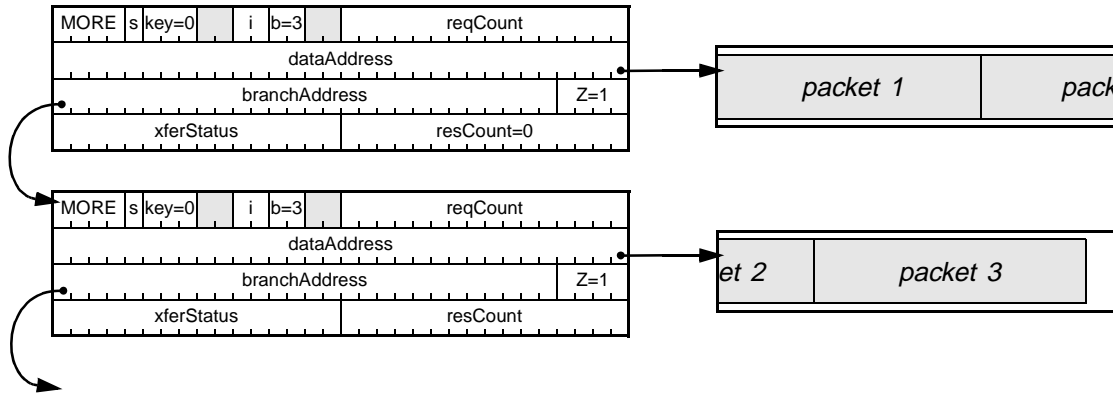 MORE s key=0 i b=3 reqCount
dataAddress
branchAddress Z=1
xferStatus resCount=0
packet 1 pack
MORE s key=0 i b=3 reqCount
dataAddress
branchAddress Z=1
xferStatus resCount
et 2 packet 3